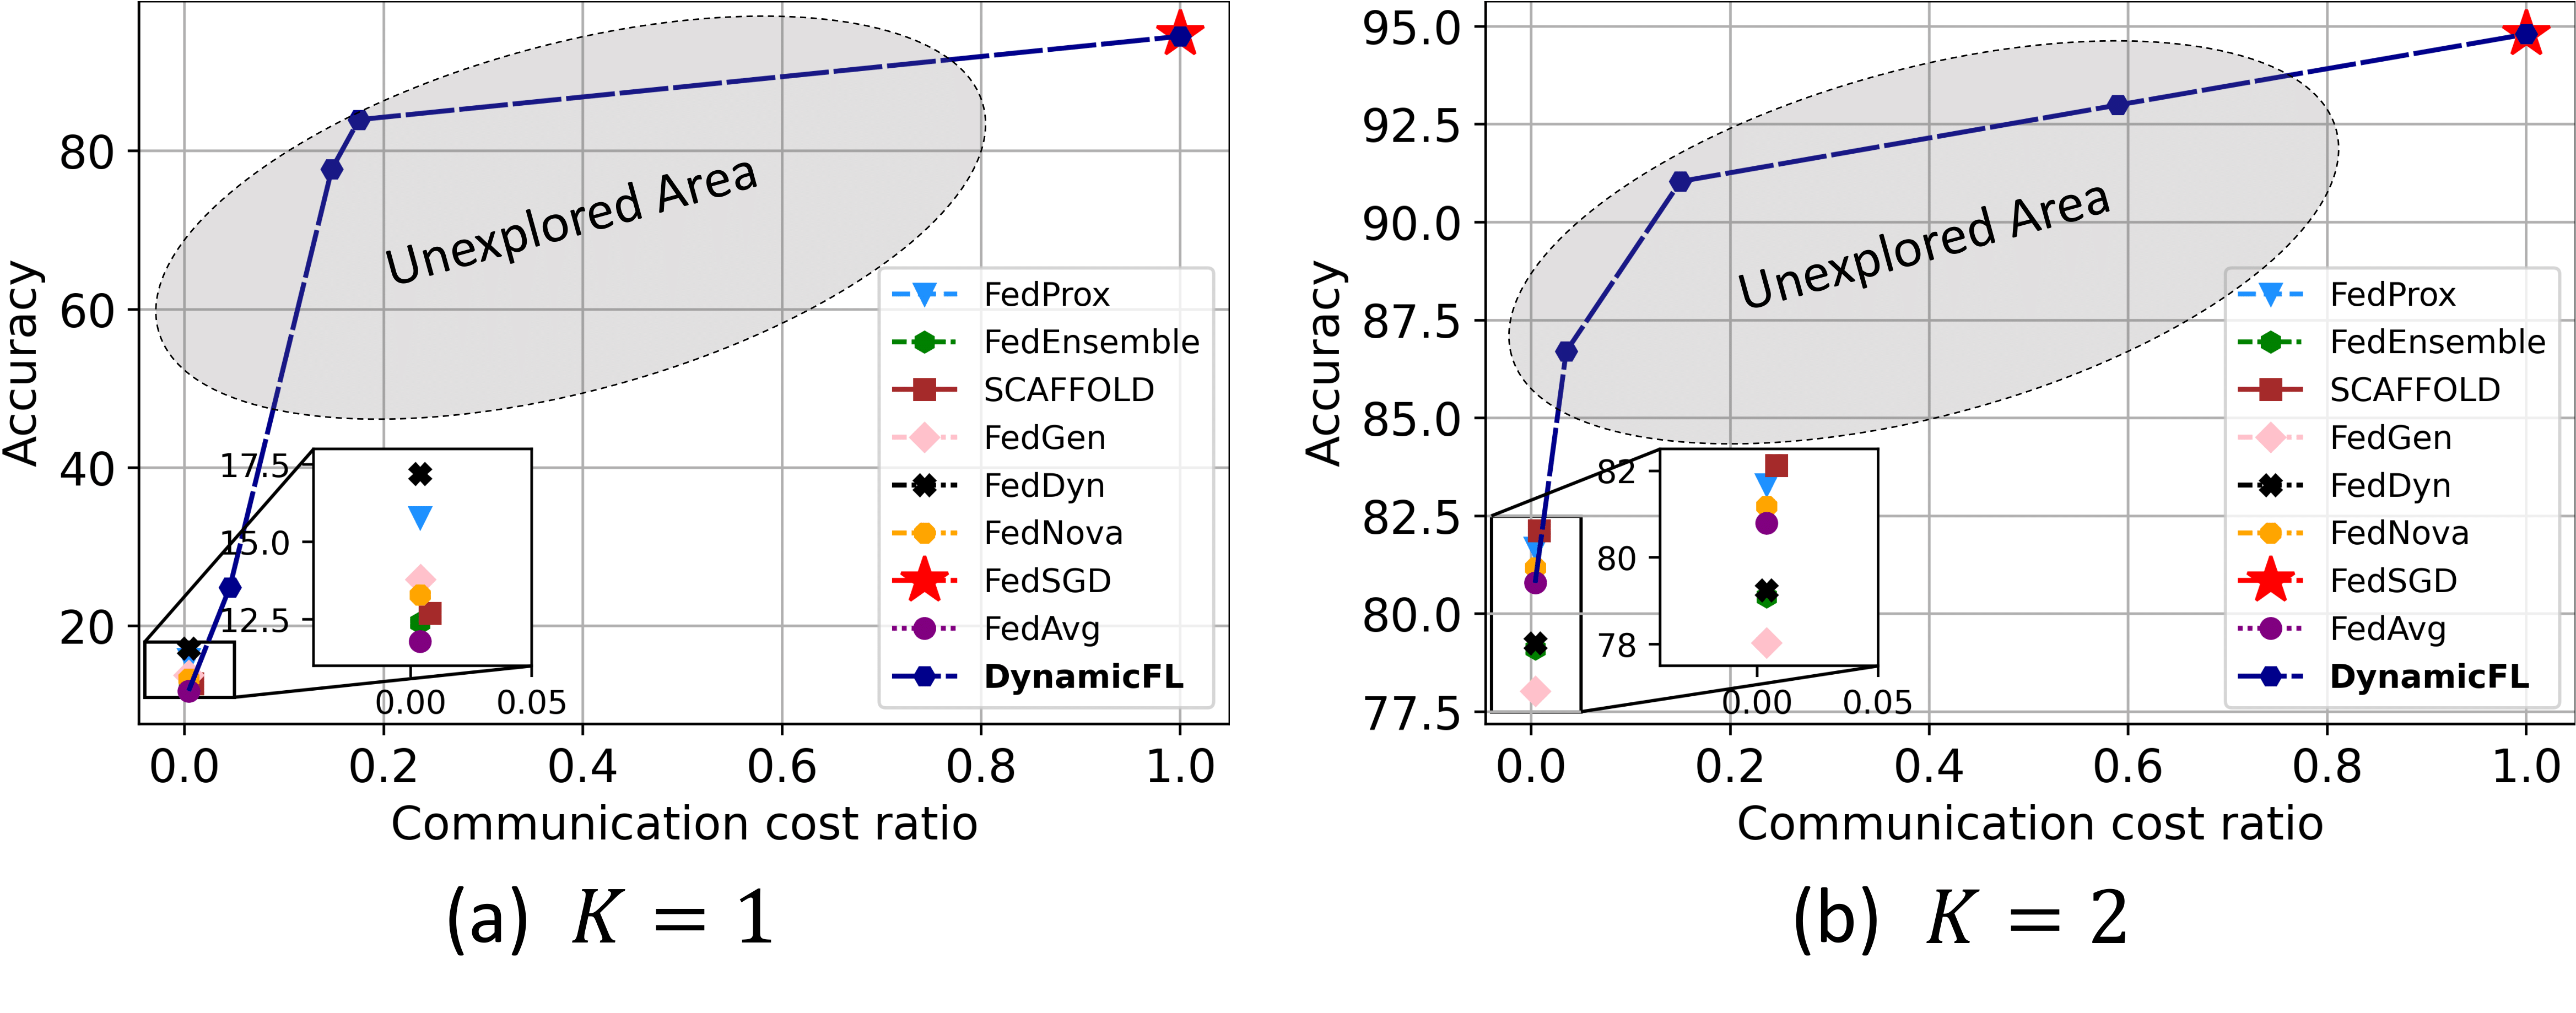 Accuracy
80
60
40
20
0.0 0.2 0.4 0.6 0.8 1.0
Communication cost ratio
Unexplored Area
17.5
15.0
12.5
0.00 0.05
FedProx
FedEnsemble
SCAFFOLD
FedGen
FedDyn
FedNova
FedSGD
FedAvg
DynamicFL
(a) K = 1
Accuracy
95.0
92.5
90.0
87.5
85.0
82.5
80.0
77.5
0.0 0.2 0.4 0.6 0.8 1.0
Communication cost ratio
Unexplored Area
82
80
78
0.00 0.05
FedProx
FedEnsemble
SCAFFOLD
FedGen
FedDyn
FedNova
FedSGD
FedAvg
DynamicFL
(b) K = 2